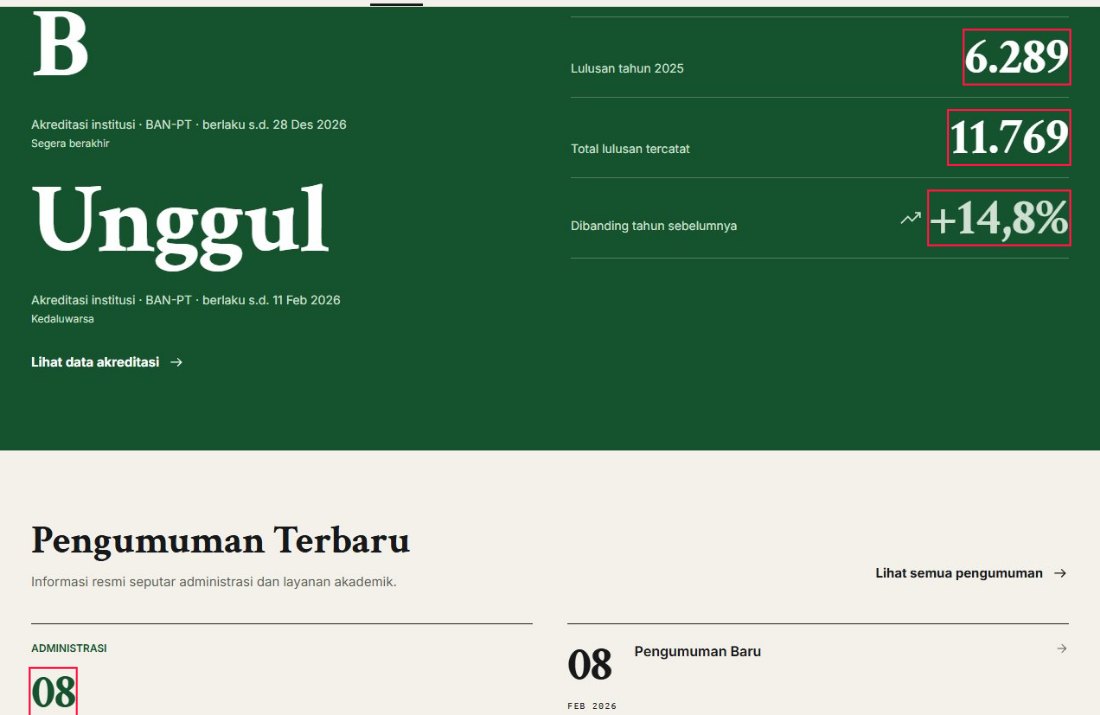 B
Akreditasi institusi · BAN-PT · berlaku s.d. 28 Des 2026
Segera berakhir
Unggul
Akreditasi institusi · BAN-PT · berlaku s.d. 11 Feb 2026
Kedaluwarsa
Lihat data akreditasi →
Lulusan tahun 2025
6.289
Total lulusan tercatat
11.769
Dibanding tahun sebelumnya
+14,8%
Pengumuman Terbaru
Informasi resmi seputar administrasi dan layanan akademik.
Lihat semua pengumuman →
ADMINISTRASI
08
08
Pengumuman Baru →
FEB 2026